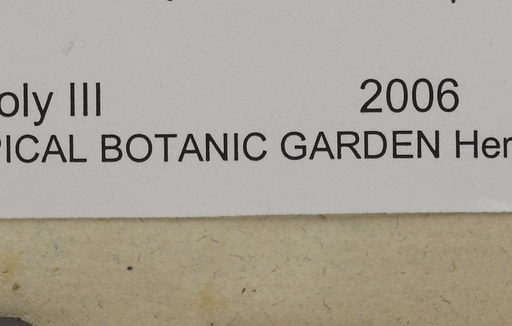 oly III 2006
PICAL BOTANIC GARDEN Her